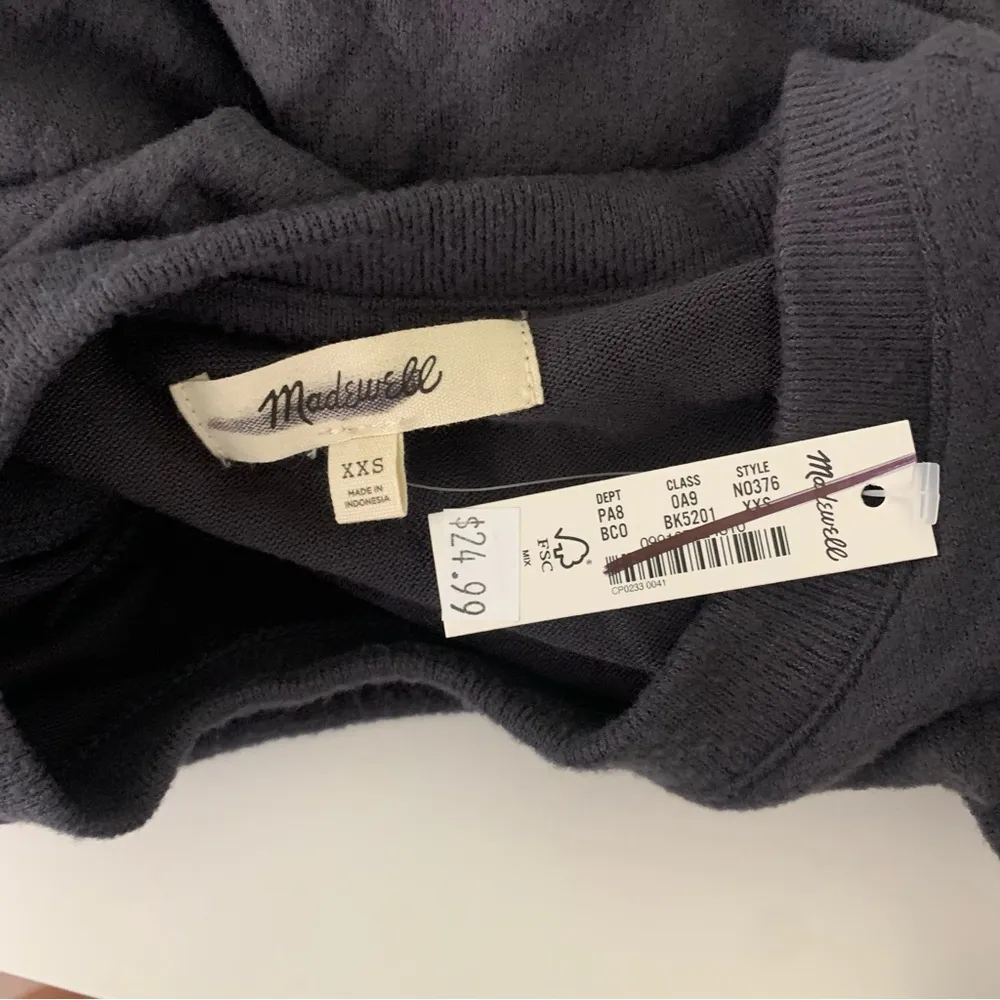 Madewell
XXS
MADE IN
INDONESIA
$24.99
MIX
FSC
DEPT
PA8
BC0
CLASS
0A9
BK5201
STYLE
N0376
XXS
CP0233 0041
Madewell